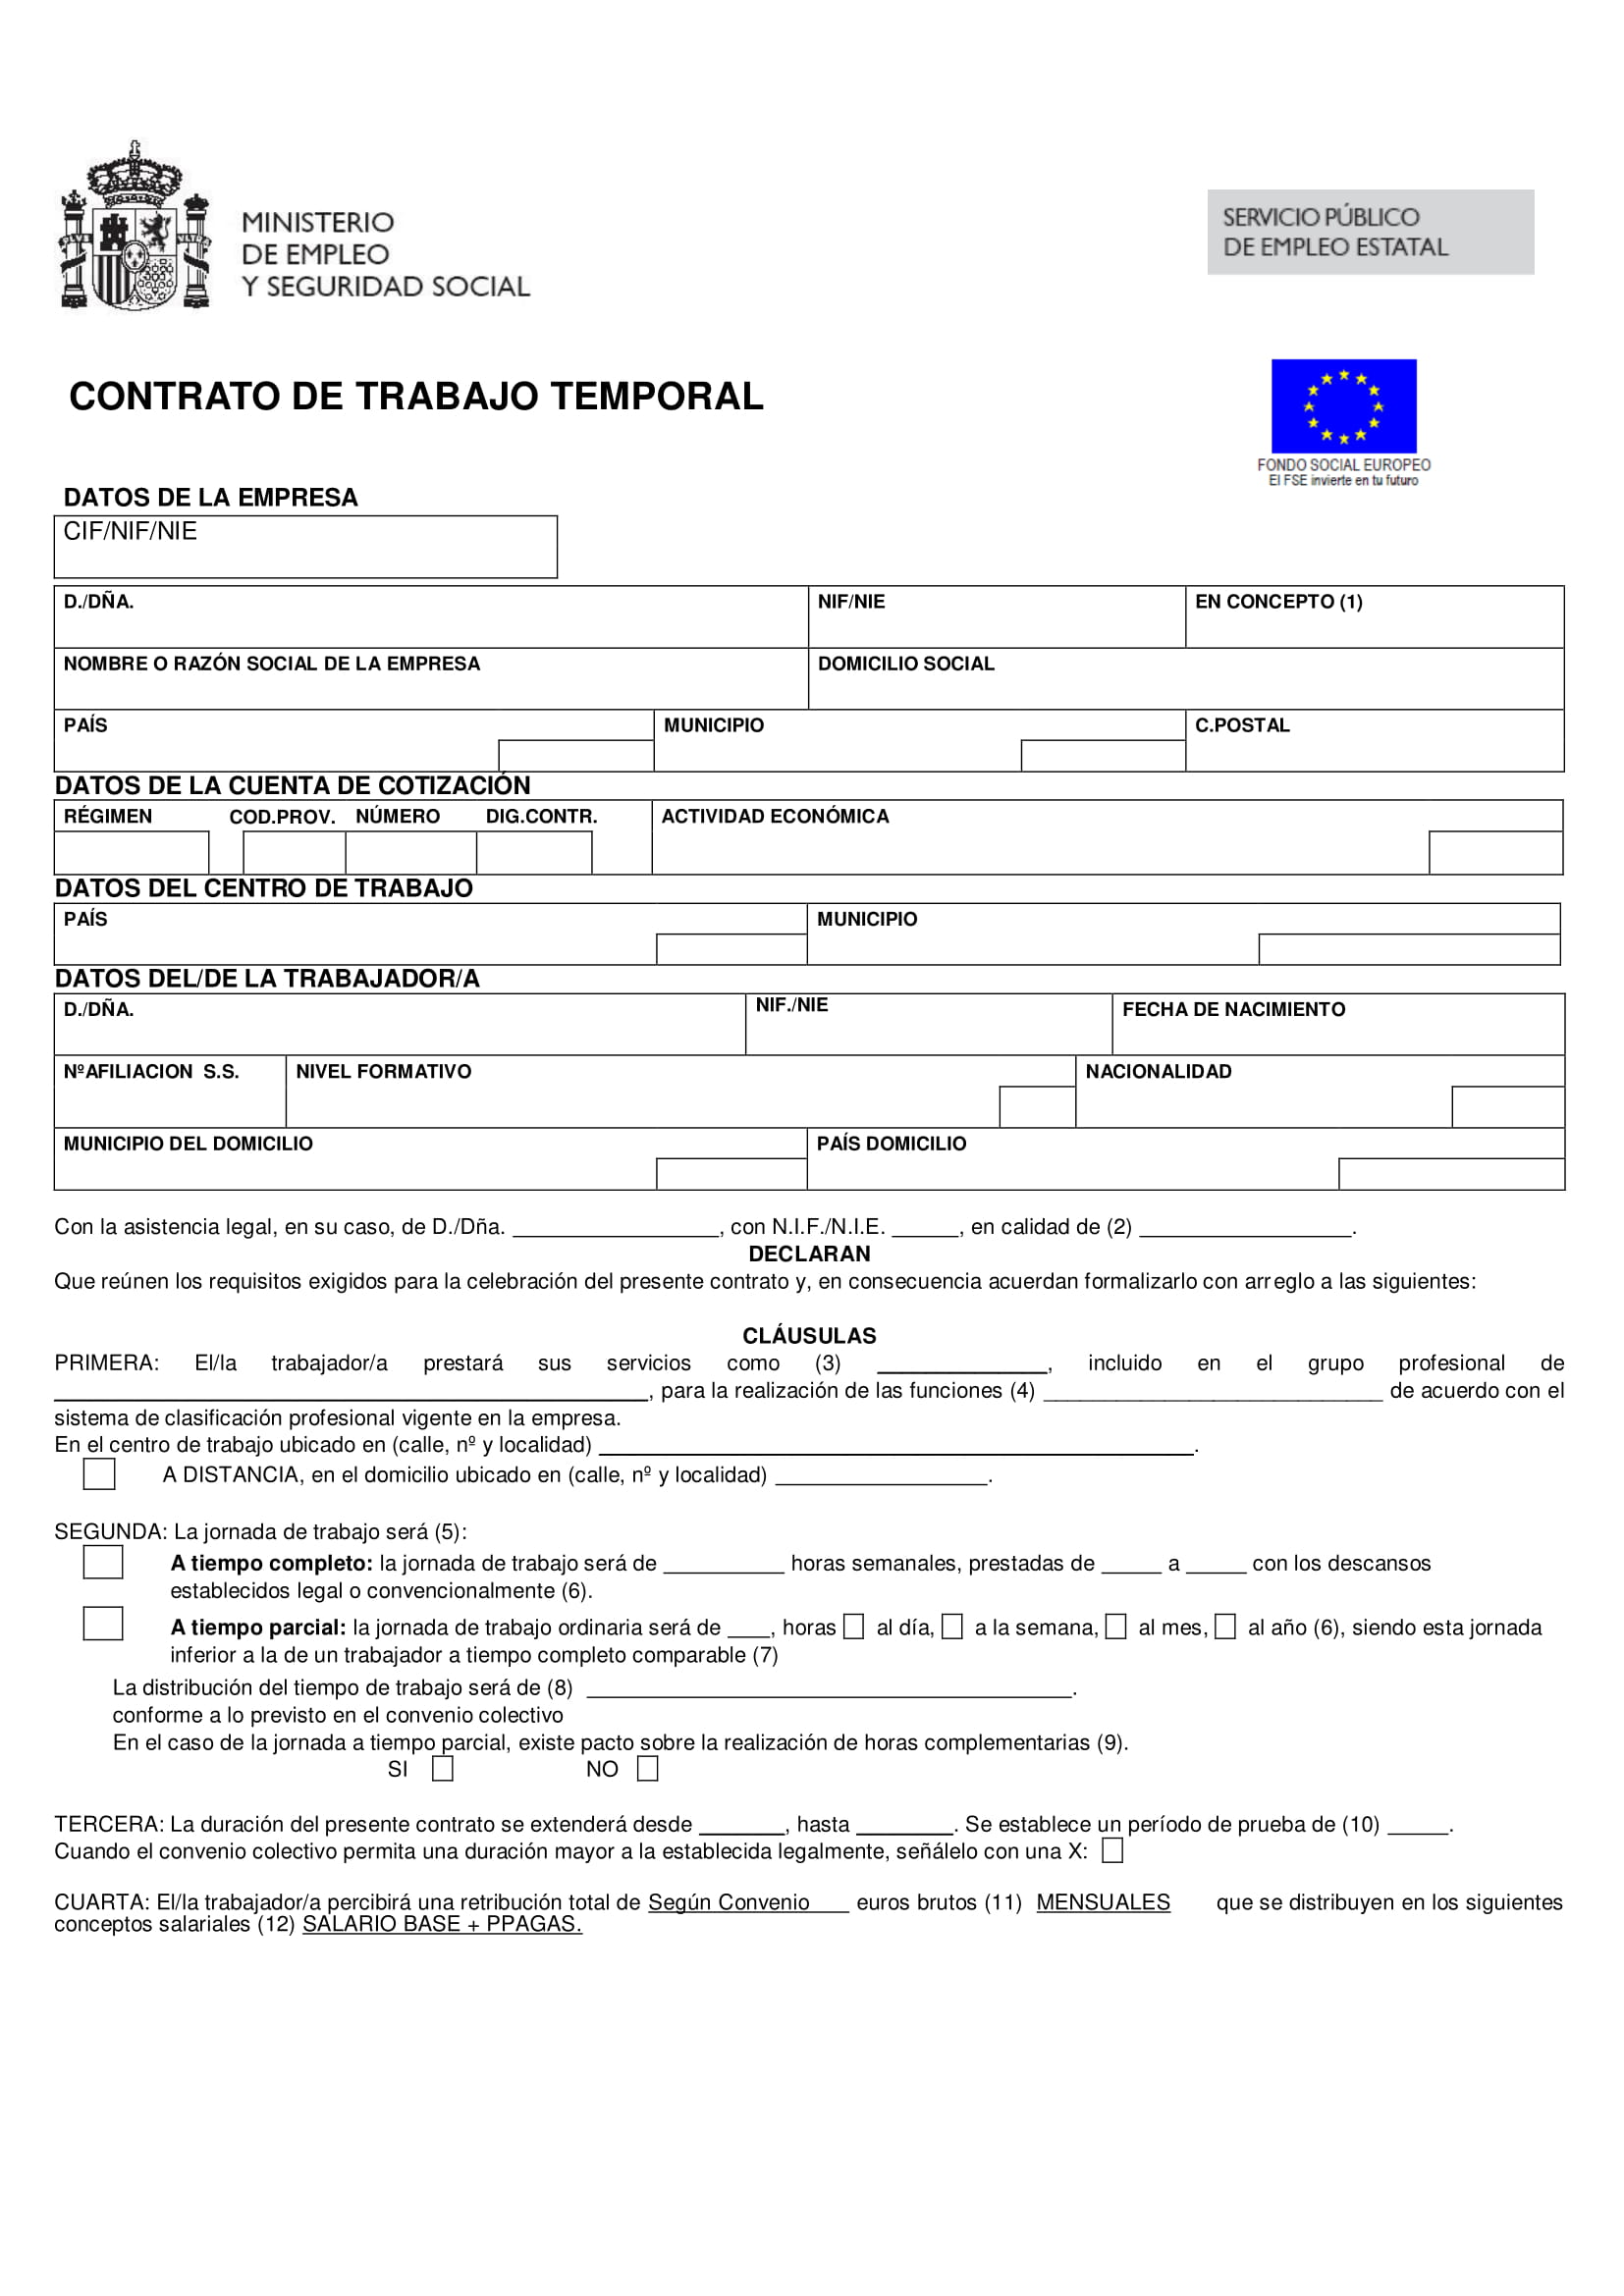 MINISTERIO
DE EMPLEO
Y SEGURIDAD SOCIAL
SERVICIO PÚBLICO
DE EMPLEO ESTATAL
CONTRATO DE TRABAJO TEMPORAL
FONDO SOCIAL EUROPEO
El FSE invierte en tu futuro
DATOS DE LA EMPRESA
CIF/NIF/NIE
D./DÑA. NIF/NIE EN CONCEPTO (1)
NOMBRE O RAZÓN SOCIAL DE LA EMPRESA DOMICILIO SOCIAL
PAÍS MUNICIPIO C.POSTAL
DATOS DE LA CUENTA DE COTIZACIÓN
RÉGIMEN COD.PROV. NÚMERO DIG.CONTR. ACTIVIDAD ECONÓMICA
DATOS DEL CENTRO DE TRABAJO
PAÍS MUNICIPIO
DATOS DEL/DE LA TRABAJADOR/A
D./DÑA. NIF./NIE FECHA DE NACIMIENTO
NºAFILIACION S.S. NIVEL FORMATIVO NACIONALIDAD
MUNICIPIO DEL DOMICILIO PAÍS DOMICILIO
Con la asistencia legal, en su caso, de D./Dña. _________________, con N.I.F./N.I.E. _____, en calidad de (2) _________________.
DECLARAN
Que reúnen los requisitos exigidos para la celebración del presente contrato y, en consecuencia acuerdan formalizarlo con arreglo a las siguientes:
CLÁUSULAS
PRIMERA: El/la trabajador/a prestará sus servicios como (3) ______________, incluido en el grupo profesional de
_________________________________________________, para la realización de las funciones (4) ____________________________ de acuerdo con el
sistema de clasificación profesional vigente en la empresa.
En el centro de trabajo ubicado en (calle, nº y localidad) _________________________________________________.
A DISTANCIA, en el domicilio ubicado en (calle, nº y localidad) _________________.
SEGUNDA: La jornada de trabajo será (5):
A tiempo completo: la jornada de trabajo será de __________ horas semanales, prestadas de _____ a _____ con los descansos
establecidos legal o convencionalmente (6).
A tiempo parcial: la jornada de trabajo ordinaria será de ___, horas al día, a la semana, al mes, al año (6), siendo esta jornada
inferior a la de un trabajador a tiempo completo comparable (7)
La distribución del tiempo de trabajo será de (8) ________________________________________.
conforme a lo previsto en el convenio colectivo
En el caso de la jornada a tiempo parcial, existe pacto sobre la realización de horas complementarias (9).
SI NO
TERCERA: La duración del presente contrato se extenderá desde _______, hasta ________. Se establece un período de prueba de (10) _____.
Cuando el convenio colectivo permita una duración mayor a la establecida legalmente, señálelo con una X:
CUARTA: El/la trabajador/a percibirá una retribución total de Según Convenio ___ euros brutos (11) MENSUALES que se distribuyen en los siguientes
conceptos salariales (12) SALARIO BASE + PPAGAS.